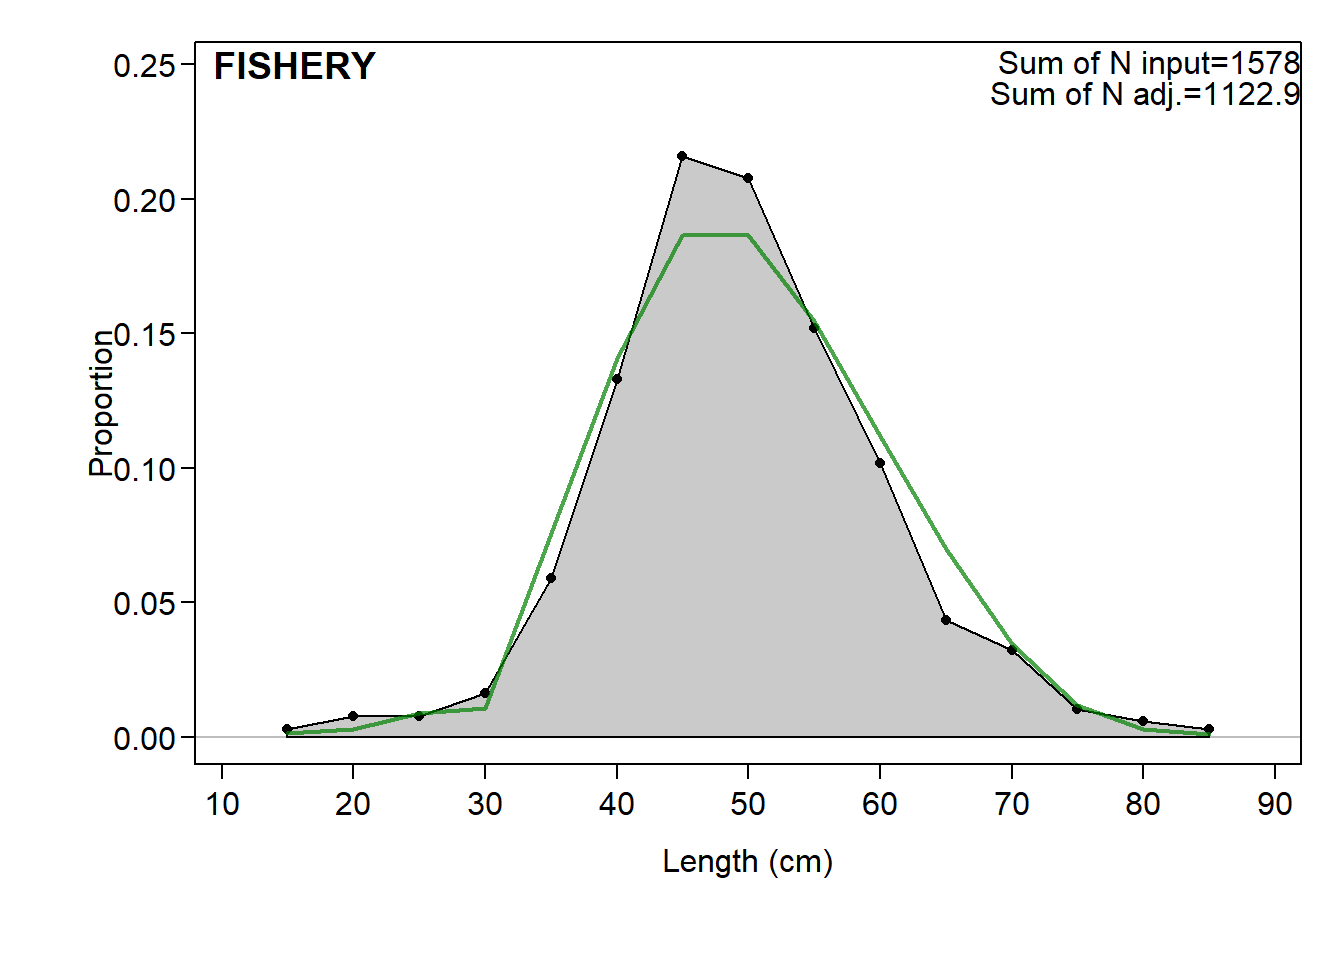 FISHERY
Sum of N input=1578
Sum of N adj.=1122.9
Proportion
0.25
0.20
0.15
0.10
0.05
0.00
10 20 30 40 50 60 70 80 90
Length (cm)